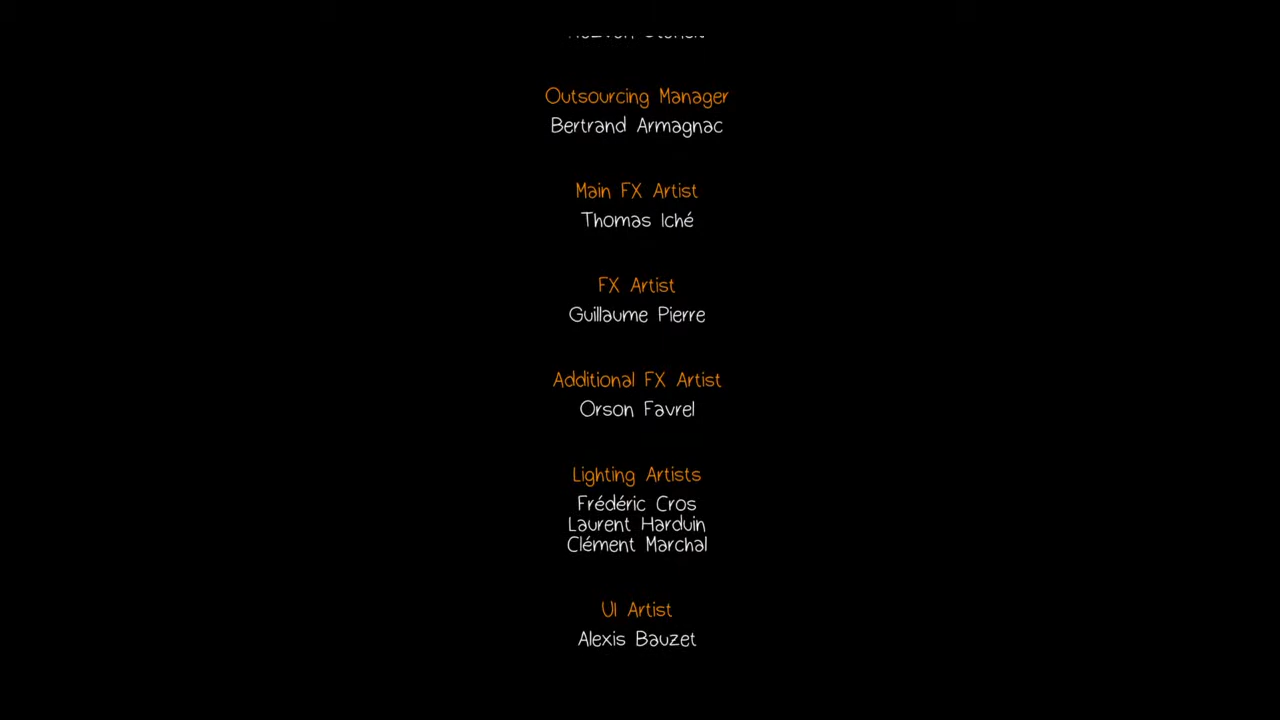 Outsourcing Manager
Bertrand Armagnac
Main FX Artist
Thomas Iché
FX Artist
Guillaume Pierre
Additional FX Artist
Orson Favrel
Lighting Artists
Frédéric Cros
Laurent Harduin
Clément Marchal
UI Artist
Alexis Bauzet